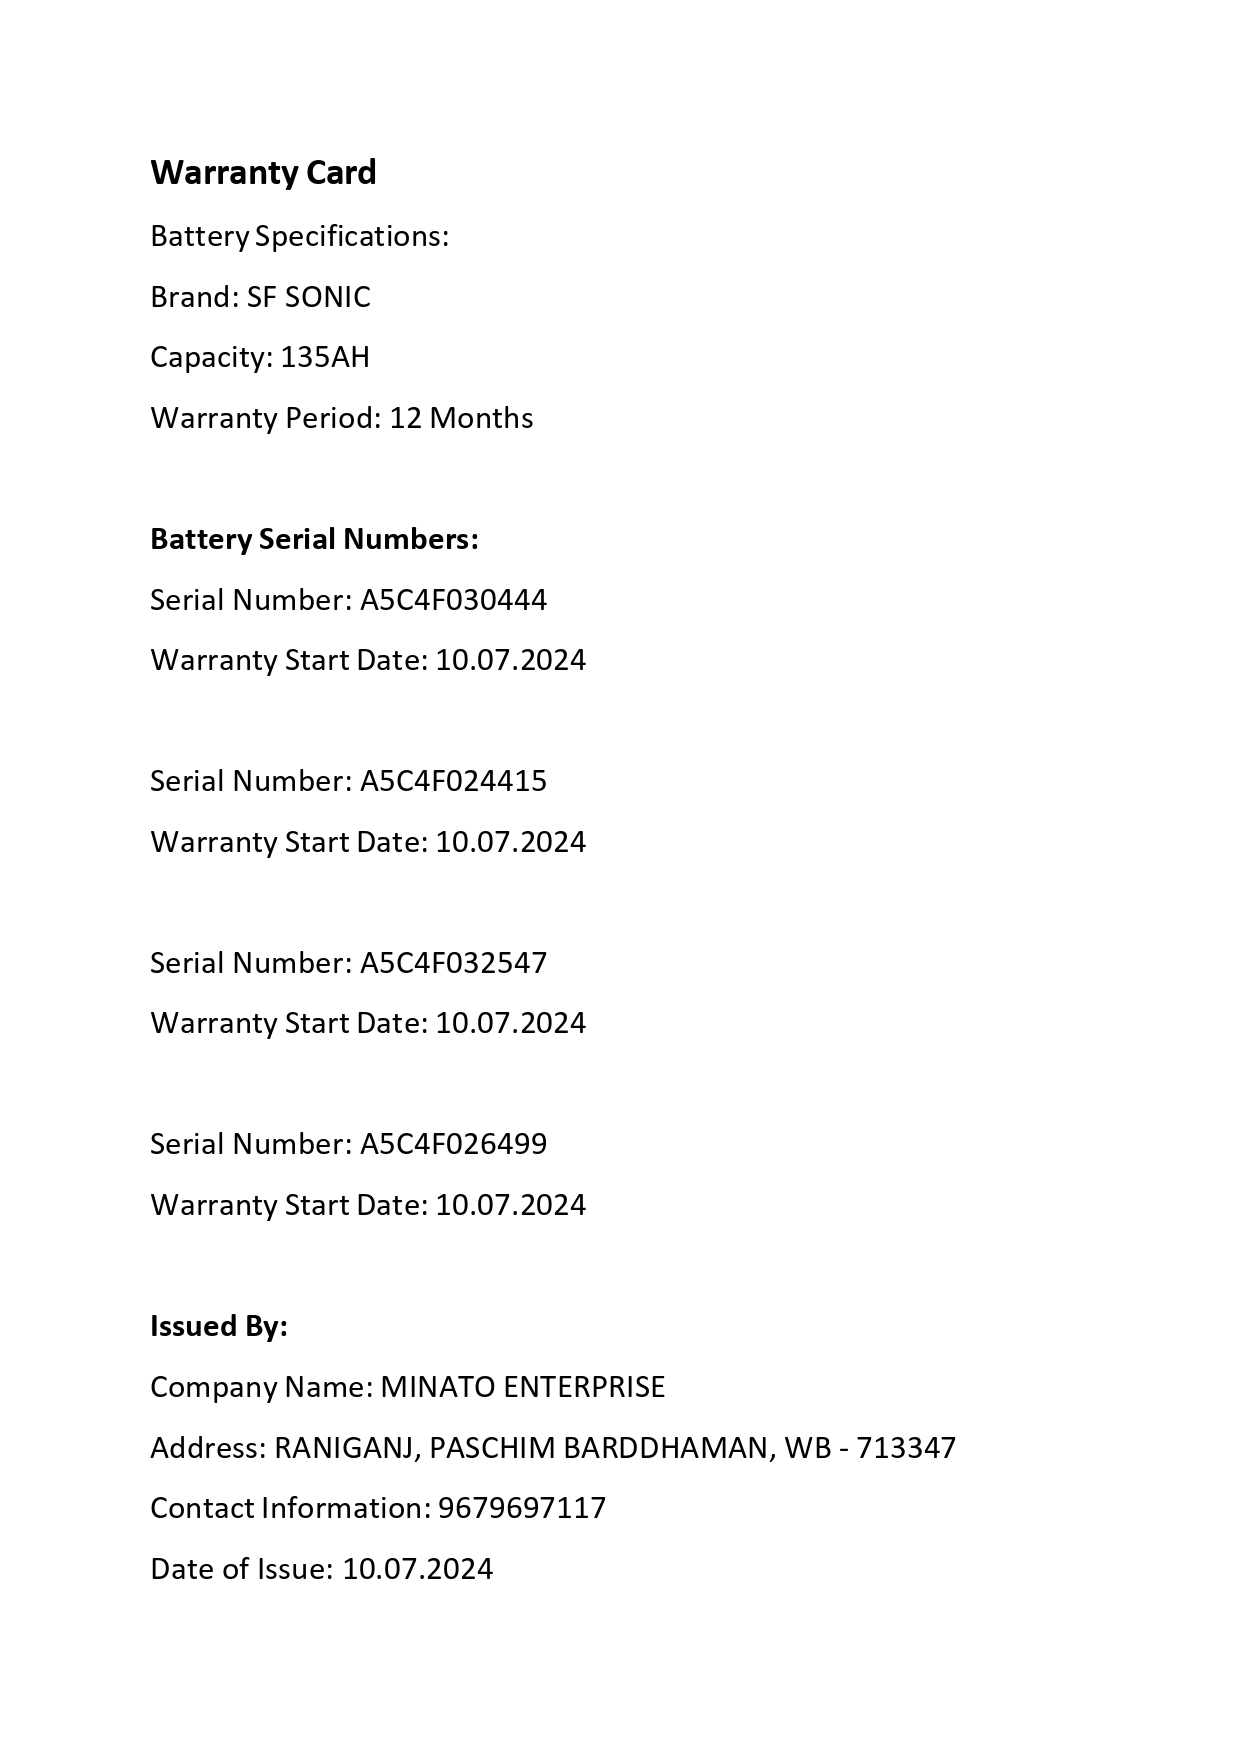 Warranty Card
Battery Specifications:
Brand: SF SONIC
Capacity: 135AH
Warranty Period: 12 Months
Battery Serial Numbers:
Serial Number: A5C4F030444
Warranty Start Date: 10.07.2024
Serial Number: A5C4F024415
Warranty Start Date: 10.07.2024
Serial Number: A5C4F032547
Warranty Start Date: 10.07.2024
Serial Number: A5C4F026499
Warranty Start Date: 10.07.2024
Issued By:
Company Name: MINATO ENTERPRISE
Address: RANIGANJ, PASCHIM BARDDHAMAN, WB - 713347
Contact Information: 9679697117
Date of Issue: 10.07.2024